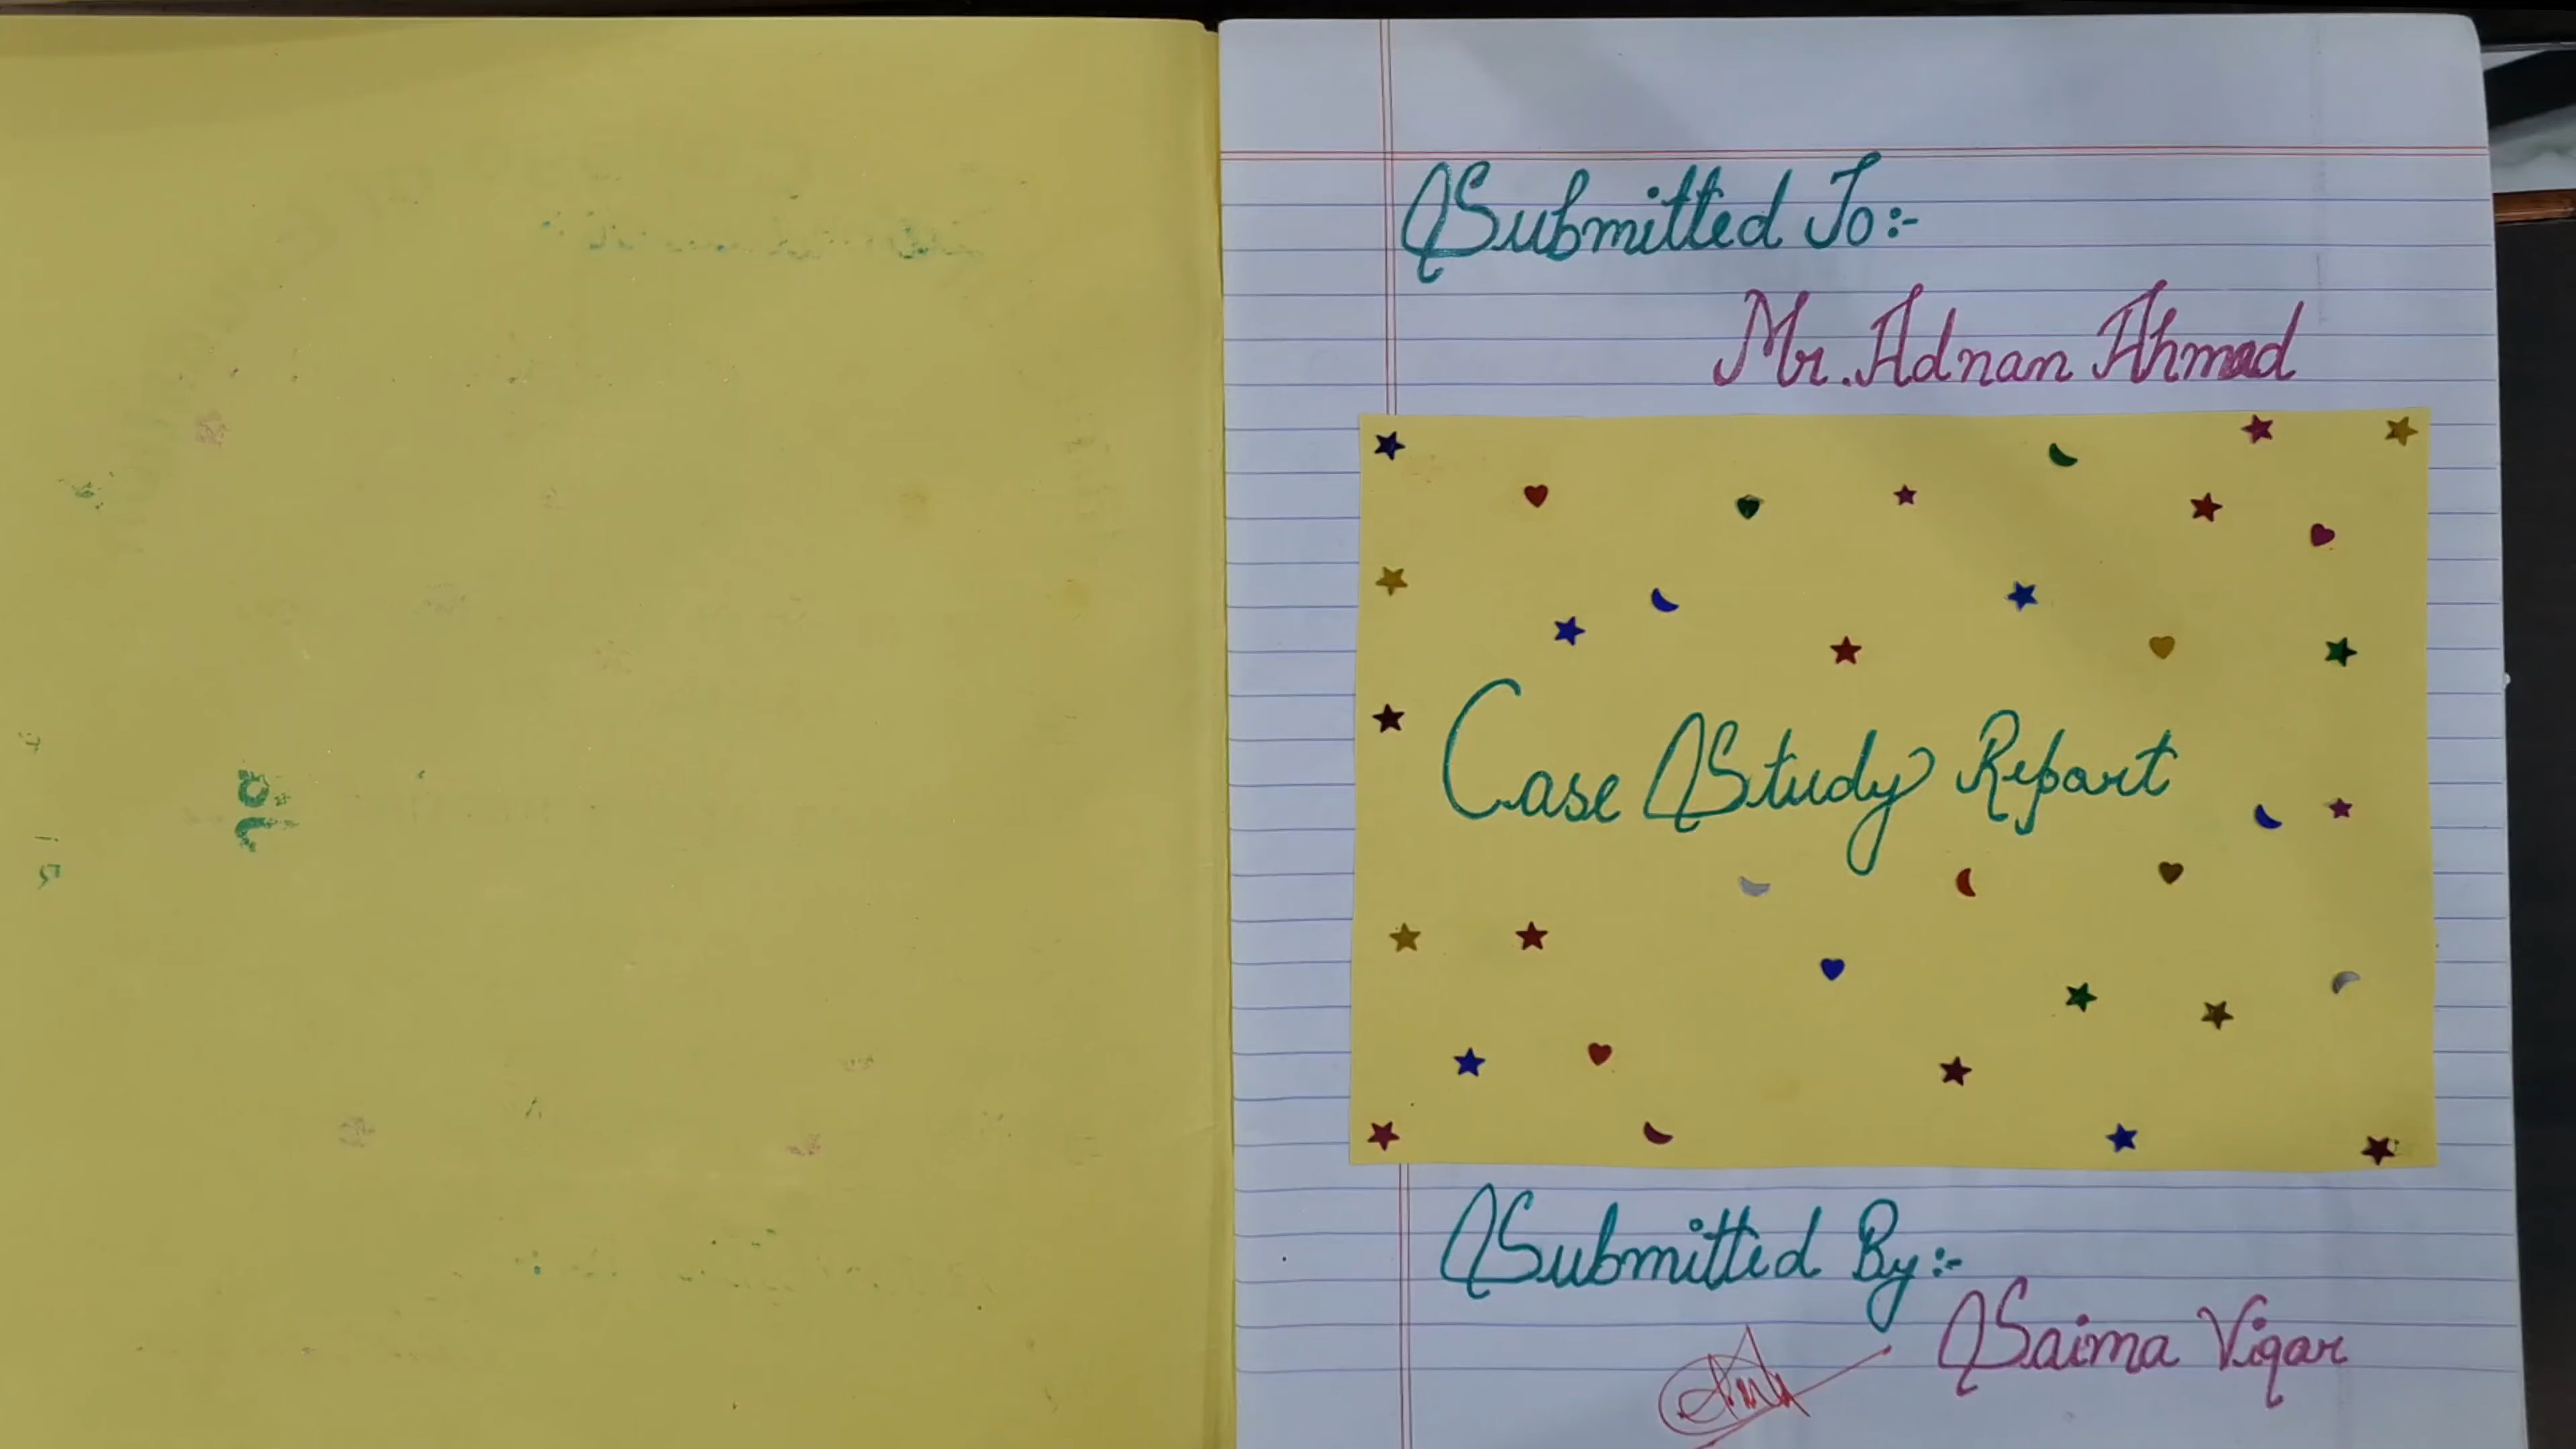 Submitted To:-
Mr. Adnan Ahmad
Case Study Report
Submitted By:-
Saima Viqar